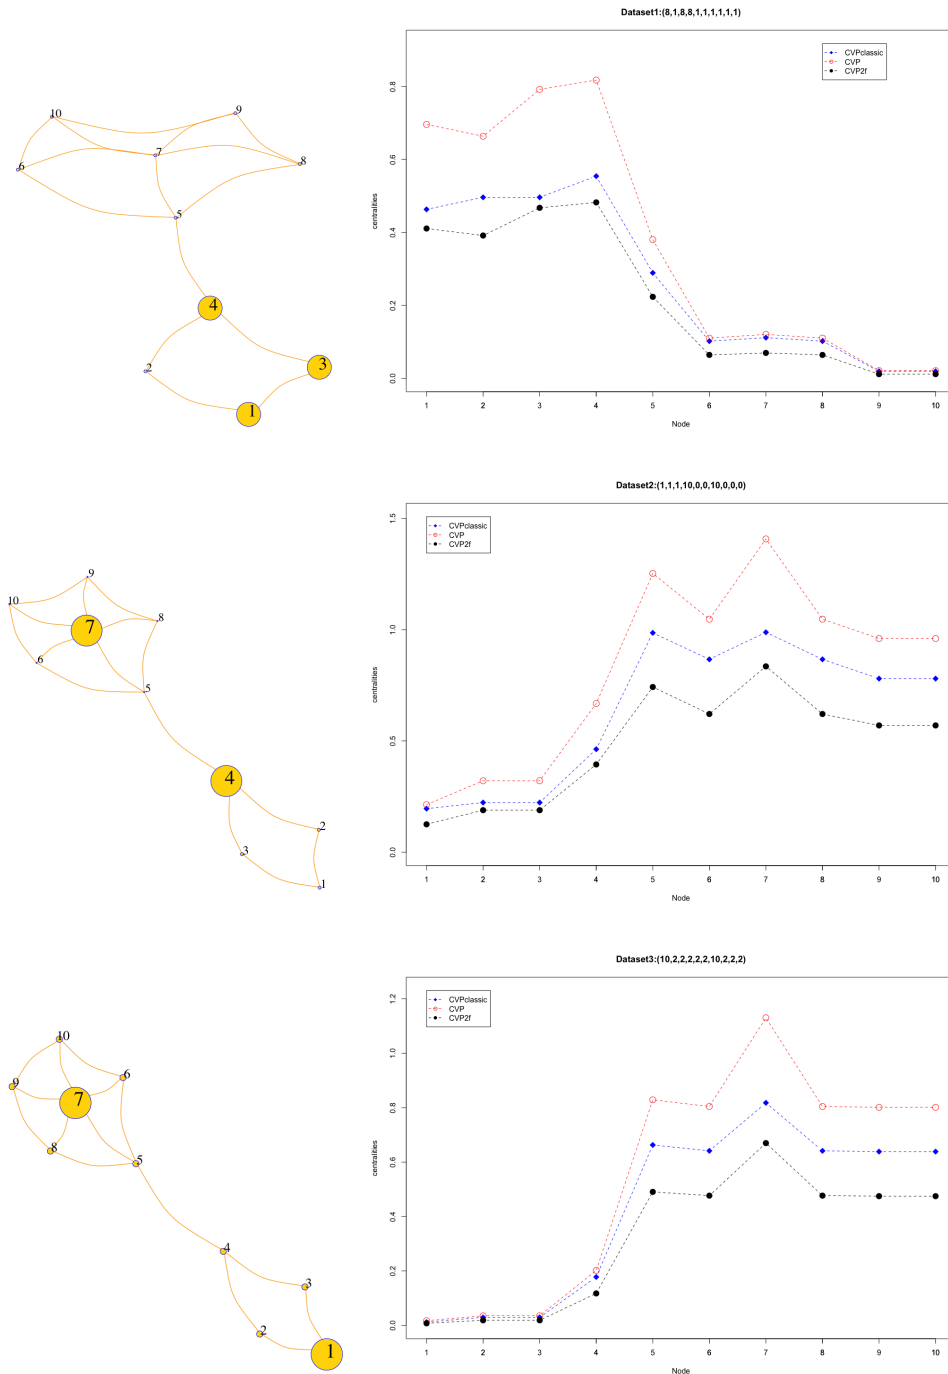 Dataset1:(8,1,8,8,1,1,1,1,1,1)
10
9
7
6
8
5
4
2
3
1
centralities
0.8
0.6
0.4
0.2
0.0
CVPclassic
CVP
CVP2f
1 2 3 4 5 6 7 8 9 10
Node
Dataset2:(1,1,1,10,0,0,10,0,0,0)
9
10
8
7
6
5
4
2
3
1
centralities
1.5
1.0
0.5
0.0
CVPclassic
CVP
CVP2f
1 2 3 4 5 6 7 8 9 10
Node
Dataset3:(10,2,2,2,2,2,10,2,2,2)
10
6
9
7
8
5
4
3
2
1
centralities
1.2
1.0
0.8
0.6
0.4
0.2
0.0
CVPclassic
CVP
CVP2f
1 2 3 4 5 6 7 8 9 10
Node